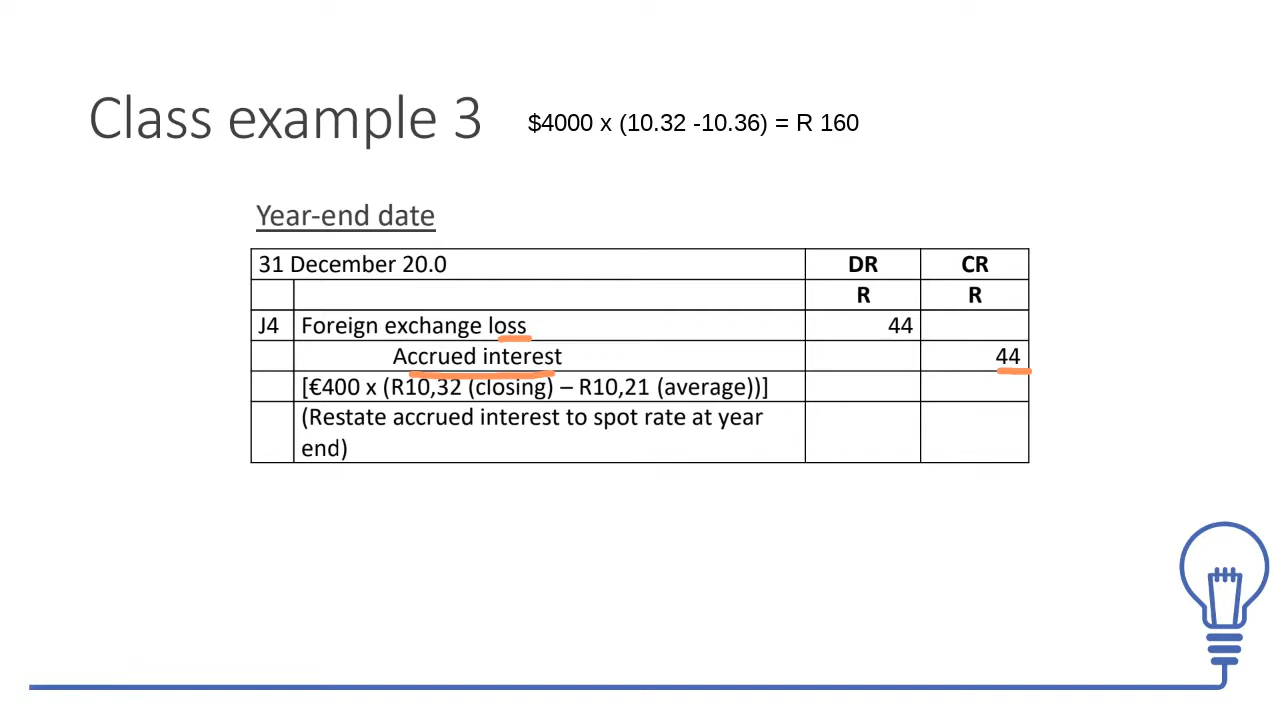 Class example 3
$4000 x (10.32 -10.36) = R 160
Year-end date
31 December 20.0 DR CR
R R
J4 Foreign exchange loss 44
Accrued interest 44
[€400 x (R10,32 (closing) – R10,21 (average))]
(Restate accrued interest to spot rate at year
end)